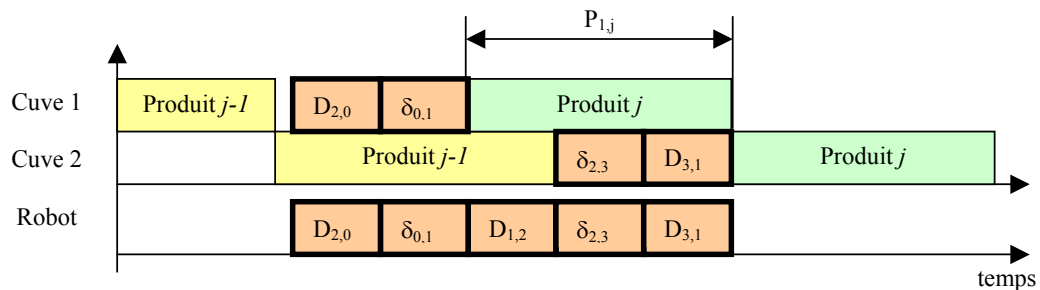 P1,j
Cuve 1 Produit j-1 D2,0 δ0,1 Produit j
Cuve 2 Produit j-1 δ2,3 D3,1 Produit j
Robot D2,0 δ0,1 D1,2 δ2,3 D3,1
temps